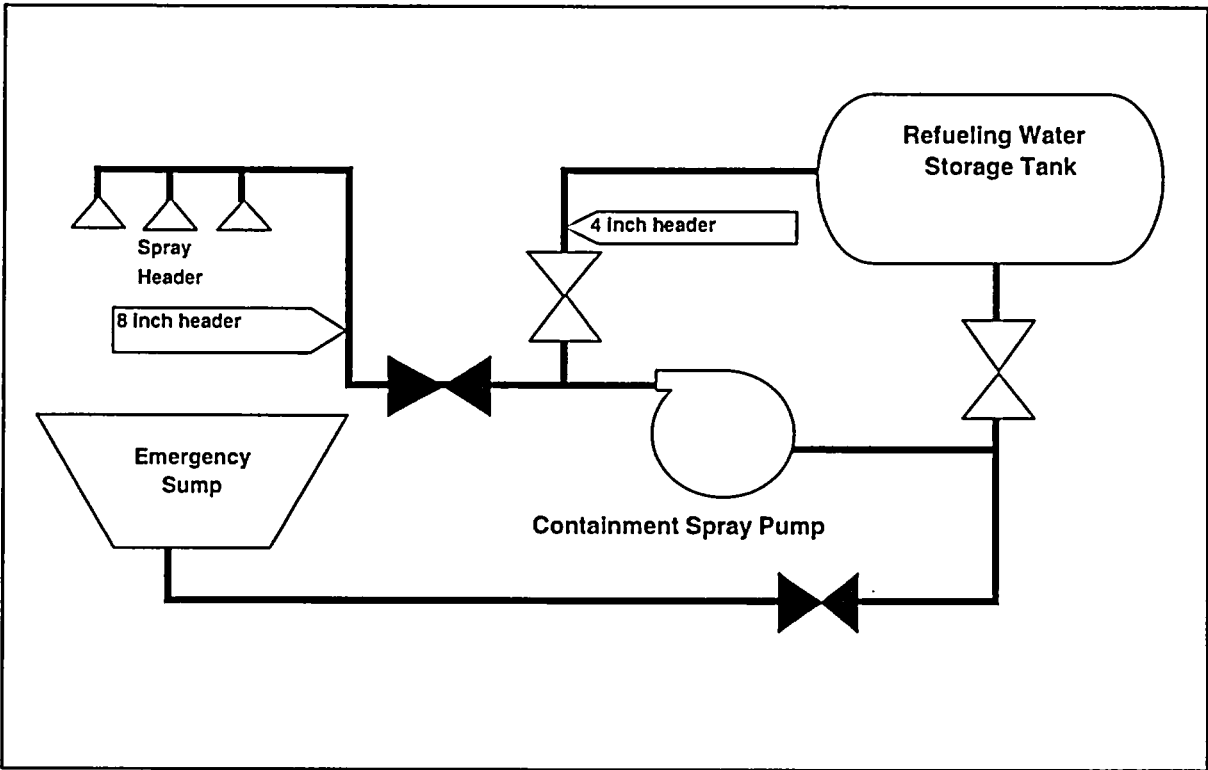 Refueling Water
Storage Tank
4 inch header
Spray
Header
8 inch header
Emergency
Sump
Containment Spray Pump